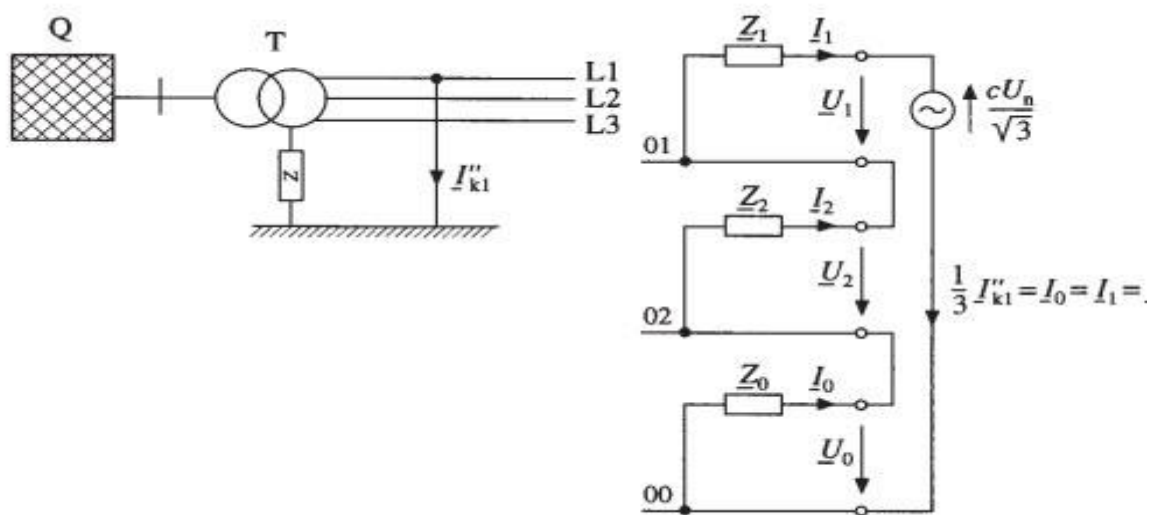 Q
T
L1
L2
L3
Z
I″k1
Z1 I1
U1
cUn
√3
01
Z2 I2
U2
1/3 I″k1 = I0 = I1 = .
02
Z0 I0
U0
00